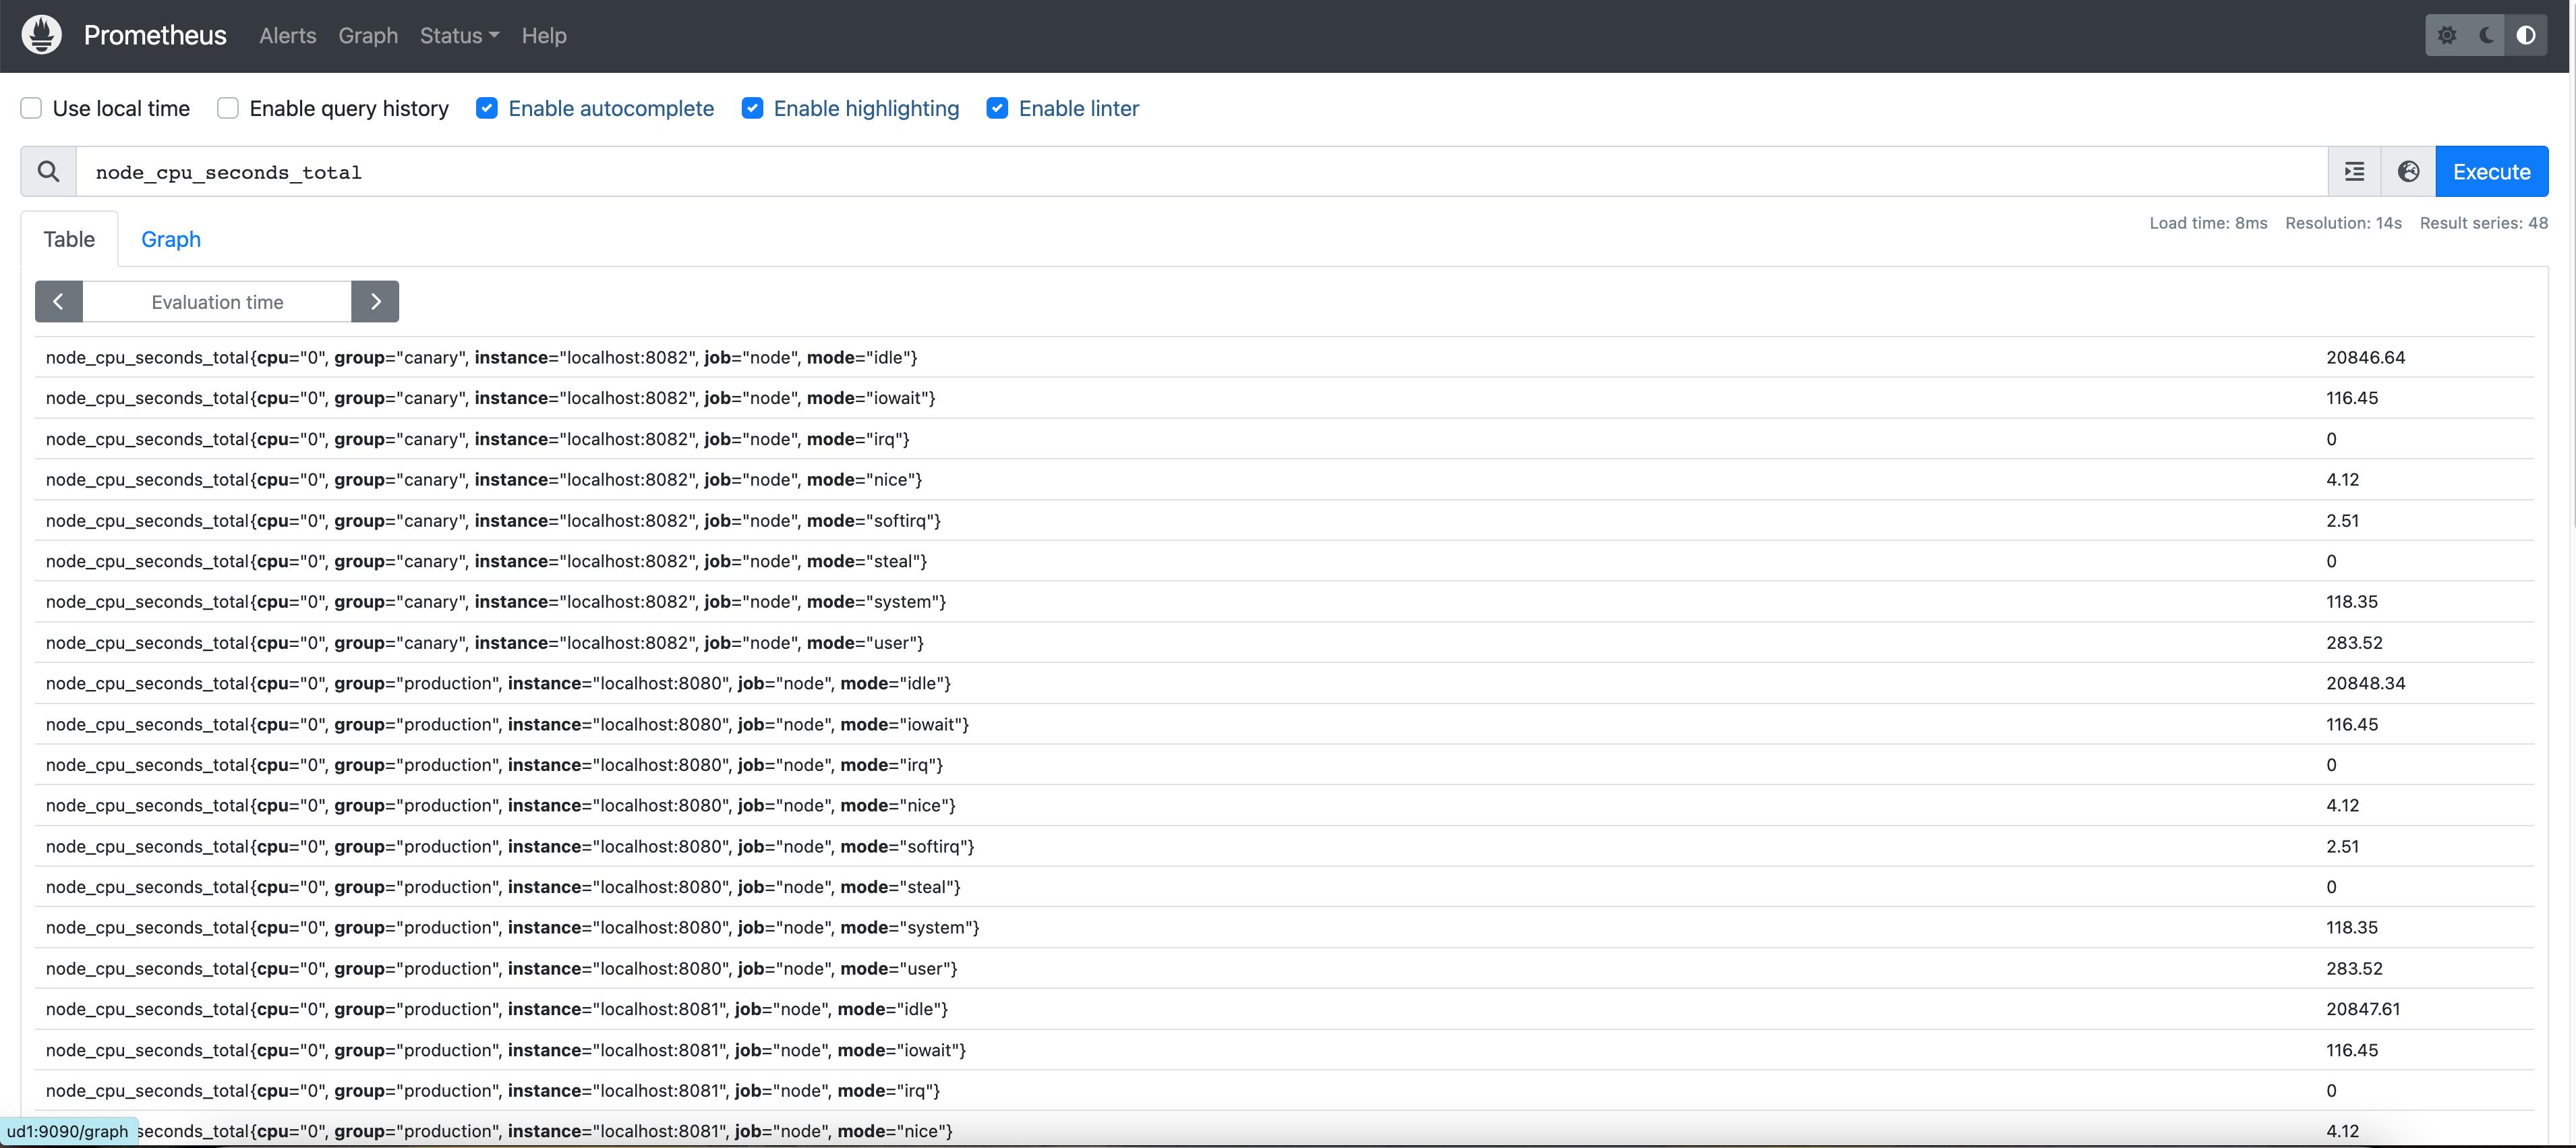 Prometheus Alerts Graph Status Help
Use local time Enable query history Enable autocomplete Enable highlighting Enable linter
node_cpu_seconds_total Execute
Table Graph Load time: 8ms Resolution: 14s Result series: 48
Evaluation time
node_cpu_seconds_total{cpu="0", group="canary", instance="localhost:8082", job="node", mode="idle"} 20846.64
node_cpu_seconds_total{cpu="0", group="canary", instance="localhost:8082", job="node", mode="iowait"} 116.45
node_cpu_seconds_total{cpu="0", group="canary", instance="localhost:8082", job="node", mode="irq"} 0
node_cpu_seconds_total{cpu="0", group="canary", instance="localhost:8082", job="node", mode="nice"} 4.12
node_cpu_seconds_total{cpu="0", group="canary", instance="localhost:8082", job="node", mode="softirq"} 2.51
node_cpu_seconds_total{cpu="0", group="canary", instance="localhost:8082", job="node", mode="steal"} 0
node_cpu_seconds_total{cpu="0", group="canary", instance="localhost:8082", job="node", mode="system"} 118.35
node_cpu_seconds_total{cpu="0", group="canary", instance="localhost:8082", job="node", mode="user"} 283.52
node_cpu_seconds_total{cpu="0", group="production", instance="localhost:8080", job="node", mode="idle"} 20848.34
node_cpu_seconds_total{cpu="0", group="production", instance="localhost:8080", job="node", mode="iowait"} 116.45
node_cpu_seconds_total{cpu="0", group="production", instance="localhost:8080", job="node", mode="irq"} 0
node_cpu_seconds_total{cpu="0", group="production", instance="localhost:8080", job="node", mode="nice"} 4.12
node_cpu_seconds_total{cpu="0", group="production", instance="localhost:8080", job="node", mode="softirq"} 2.51
node_cpu_seconds_total{cpu="0", group="production", instance="localhost:8080", job="node", mode="steal"} 0
node_cpu_seconds_total{cpu="0", group="production", instance="localhost:8080", job="node", mode="system"} 118.35
node_cpu_seconds_total{cpu="0", group="production", instance="localhost:8080", job="node", mode="user"} 283.52
node_cpu_seconds_total{cpu="0", group="production", instance="localhost:8081", job="node", mode="idle"} 20847.61
node_cpu_seconds_total{cpu="0", group="production", instance="localhost:8081", job="node", mode="iowait"} 116.45
node_cpu_seconds_total{cpu="0", group="production", instance="localhost:8081", job="node", mode="irq"} 0
ud1:9090/graph seconds_total{cpu="0", group="production", instance="localhost:8081", job="node", mode="nice"} 4.12